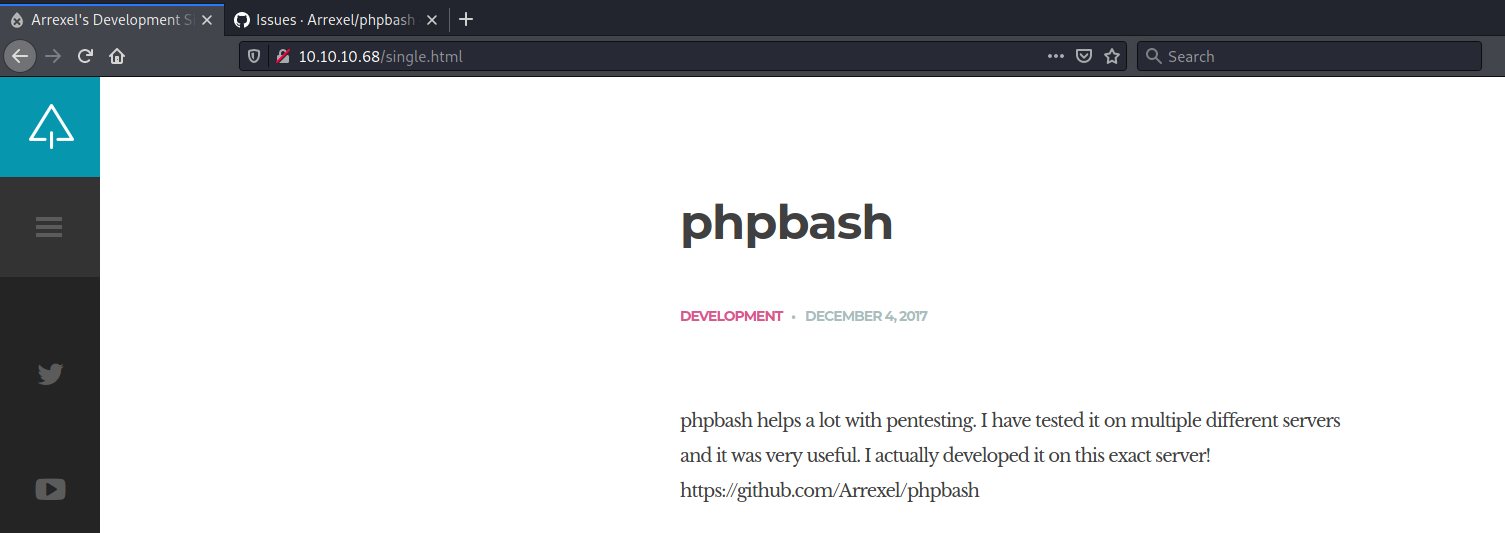 Arrexel's Development S
Issues · Arrexel/phpbash
10.10.10.68/single.html
Search
phpbash
DEVELOPMENT • DECEMBER 4, 2017
phpbash helps a lot with pentesting. I have tested it on multiple different servers
and it was very useful. I actually developed it on this exact server!
https://github.com/Arrexel/phpbash